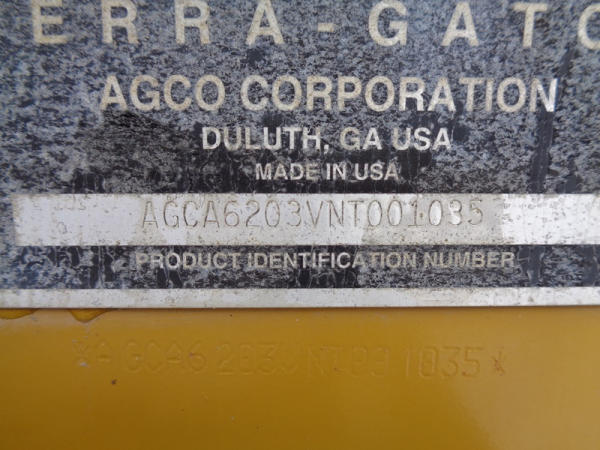 ERRA-GATO
AGCO CORPORATION
DULUTH, GA USA
MADE IN USA
AGCA6203VNT001035
PRODUCT IDENTIFICATION NUMBER
*AGCA6203VNT001035*